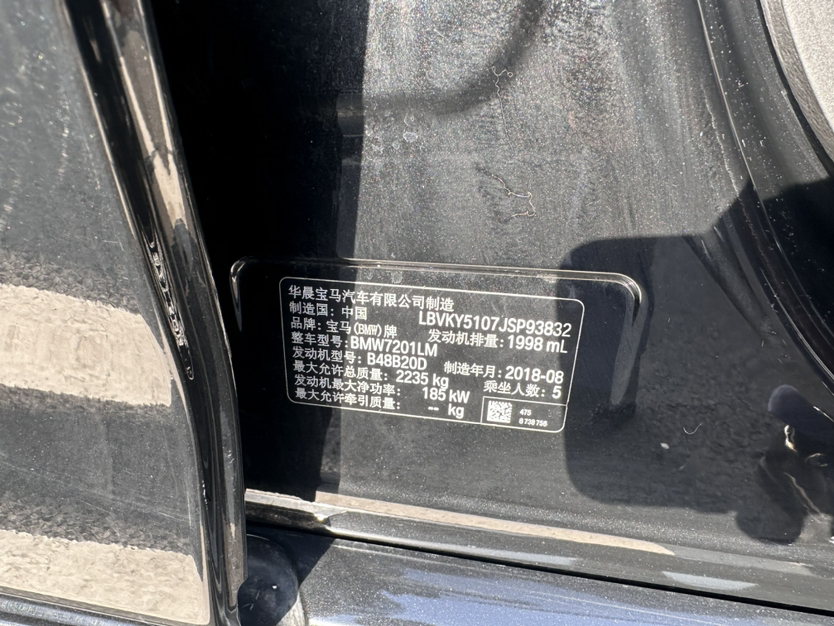 华晨宝马汽车有限公司制造
制造国：中国 LBVKY5107JSP93832
品牌：宝马(BMW)牌 发动机排量：1998 mL
整车型号：BMW7201LM
发动机型号：B48B20D 制造年月：2018-08
最大允许总质量： 2235 kg 乘坐人数：5
发动机最大净功率： 185 kW
最大允许牵引质量： -- kg
475
0 730 756